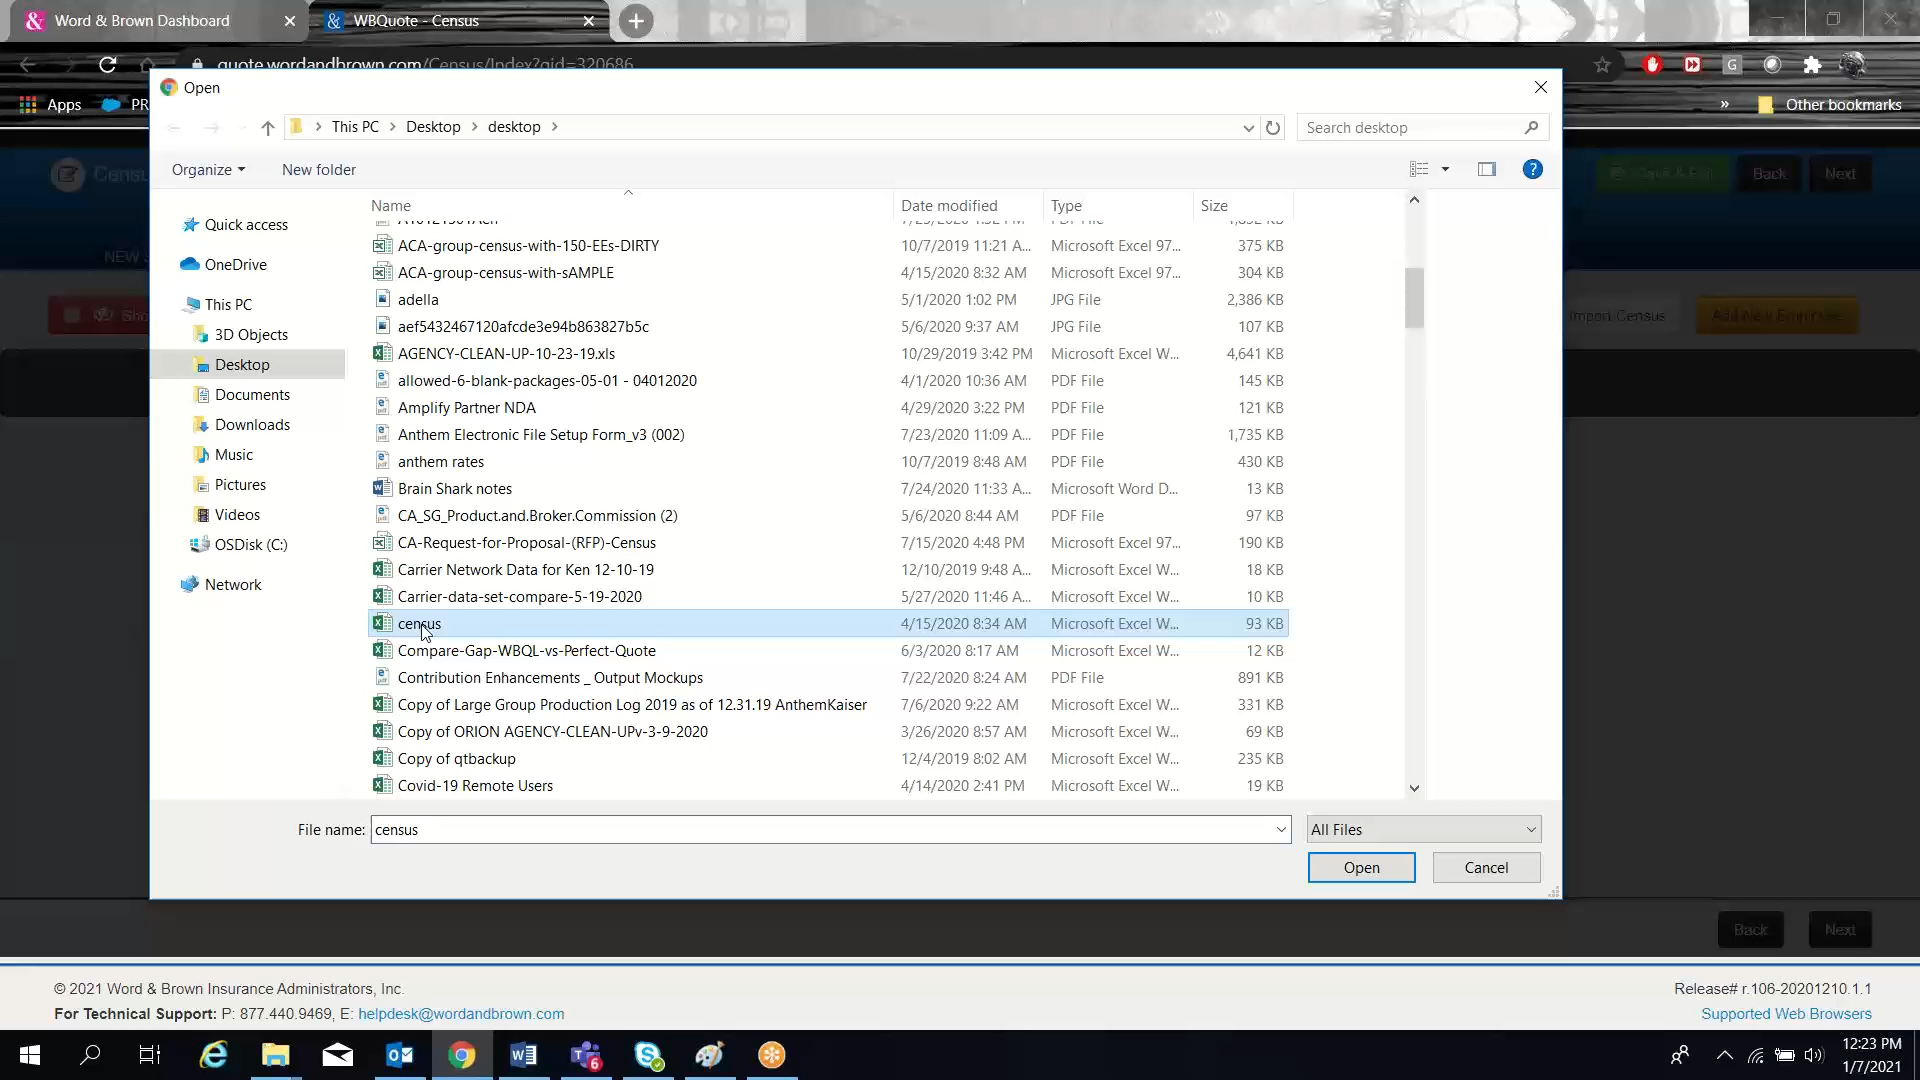 Word & Brown Dashboard
WBQuote - Census
quote.wordandbrown.com/Census/Index?qid=320686
Apps
PR
Other bookmarks
Open
This PC > Desktop > desktop >
Search desktop
Organize
New folder
Name Date modified Type Size
ACA-group-census-with-150-EEs-DIRTY 10/7/2019 11:21 A... Microsoft Excel 97... 375 KB
ACA-group-census-with-sAMPLE 4/15/2020 8:32 AM Microsoft Excel 97... 304 KB
adella 5/1/2020 1:02 PM JPG File 2,386 KB
aef5432467120afcde3e94b863827b5c 5/6/2020 9:37 AM JPG File 107 KB
AGENCY-CLEAN-UP-10-23-19.xls 10/29/2019 3:42 PM Microsoft Excel W... 4,641 KB
allowed-6-blank-packages-05-01 - 04012020 4/1/2020 10:36 AM PDF File 145 KB
Amplify Partner NDA 4/29/2020 3:22 PM PDF File 121 KB
Anthem Electronic File Setup Form_v3 (002) 7/23/2020 11:09 A... PDF File 1,735 KB
anthem rates 10/7/2019 8:48 AM PDF File 430 KB
Brain Shark notes 7/24/2020 11:33 A... Microsoft Word D... 13 KB
CA_SG_Product.and.Broker.Commission (2) 5/6/2020 8:44 AM PDF File 97 KB
CA-Request-for-Proposal-(RFP)-Census 7/15/2020 4:48 PM Microsoft Excel 97... 190 KB
Carrier Network Data for Ken 12-10-19 12/10/2019 9:48 A... Microsoft Excel W... 18 KB
Carrier-data-set-compare-5-19-2020 5/27/2020 11:46 A... Microsoft Excel W... 10 KB
census 4/15/2020 8:34 AM Microsoft Excel W... 93 KB
Compare-Gap-WBQL-vs-Perfect-Quote 6/3/2020 8:17 AM Microsoft Excel W... 12 KB
Contribution Enhancements _ Output Mockups 7/22/2020 8:24 AM PDF File 891 KB
Copy of Large Group Production Log 2019 as of 12.31.19 AnthemKaiser 7/6/2020 9:22 AM Microsoft Excel W... 331 KB
Copy of ORION AGENCY-CLEAN-UPv-3-9-2020 3/26/2020 8:57 AM Microsoft Excel W... 69 KB
Copy of qtbackup 12/4/2019 8:02 AM Microsoft Excel W... 235 KB
Covid-19 Remote Users 4/14/2020 2:41 PM Microsoft Excel W... 19 KB
Quick access
OneDrive
This PC
3D Objects
Desktop
Documents
Downloads
Music
Pictures
Videos
OSDisk (C:)
Network
File name: census
All Files
Open
Cancel
Censu
NEW S
Sho
Back
Next
Import Census
Add New Employee
Back
Next
© 2021 Word & Brown Insurance Administrators, Inc.
For Technical Support: P: 877.440.9469, E: helpdesk@wordandbrown.com
Release# r.106-20201210.1.1
Supported Web Browsers
6
12:23 PM
1/7/2021